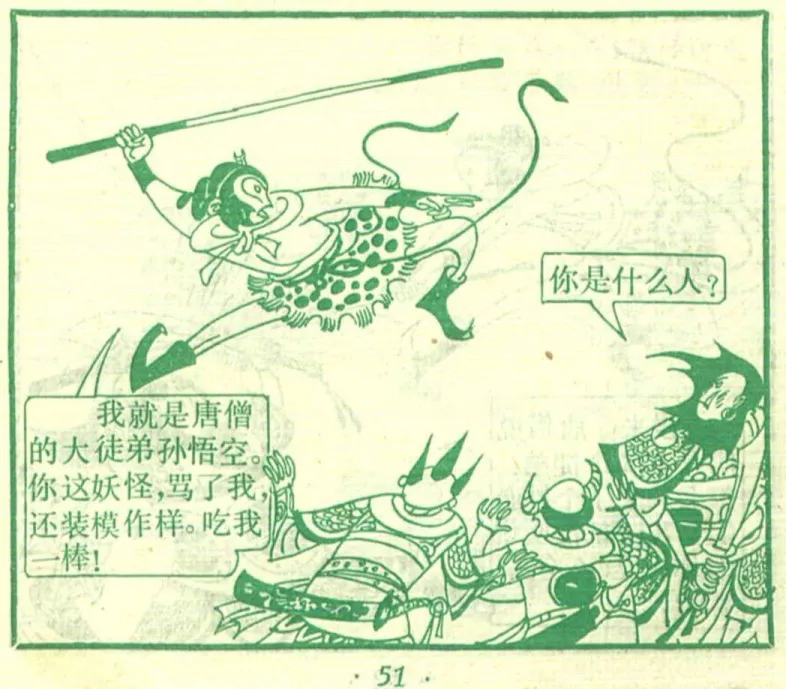 你是什么人？
我就是唐僧
的大徒弟孙悟空。
你这妖怪，骂了我，
还装模作样。吃我
一棒！
· 51 ·